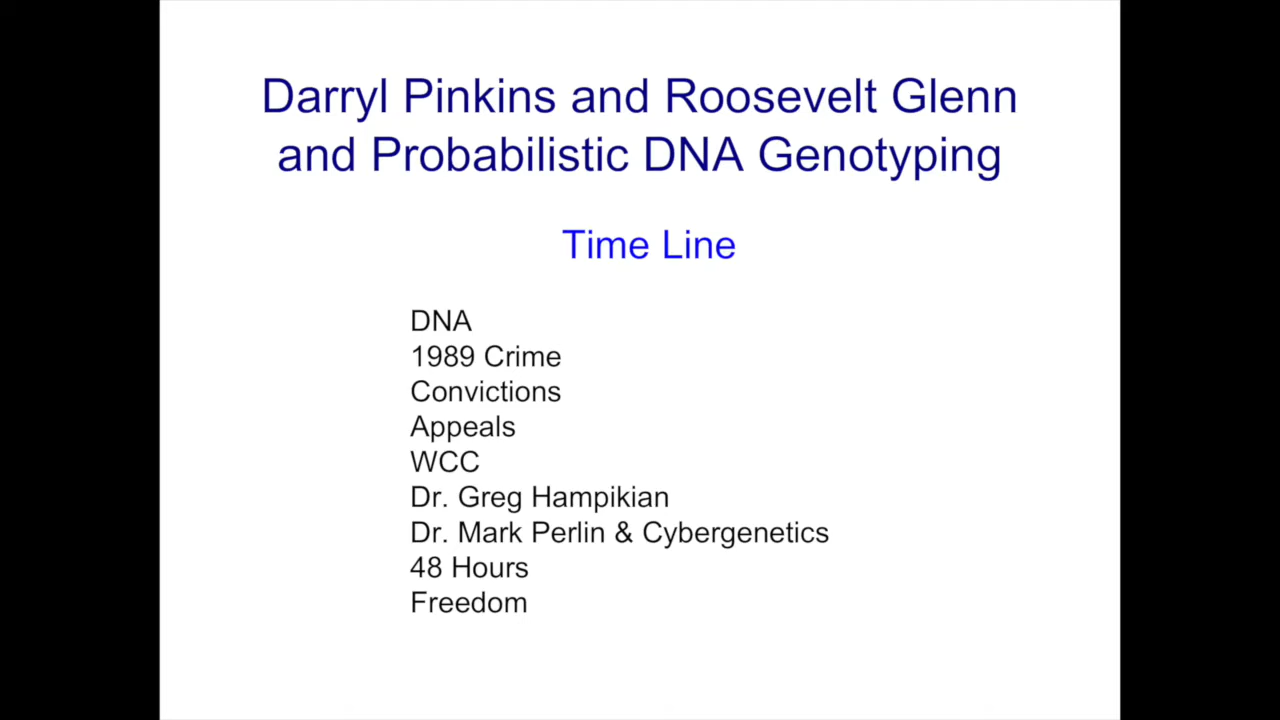 Darryl Pinkins and Roosevelt Glenn
and Probabilistic DNA Genotyping
Time Line
DNA
1989 Crime
Convictions
Appeals
WCC
Dr. Greg Hampikian
Dr. Mark Perlin & Cybergenetics
48 Hours
Freedom